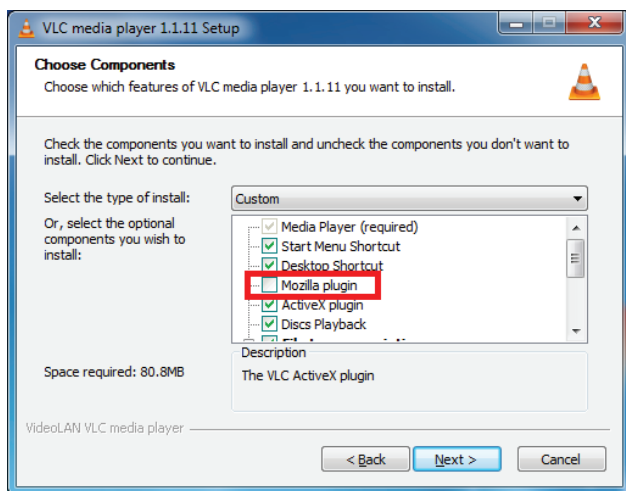 VLC media player 1.1.11 Setup
Choose Components
Choose which features of VLC media player 1.1.11 you want to install.
Check the components you want to install and uncheck the components you don't want to
install. Click Next to continue.
Select the type of install:
Custom
Or, select the optional
components you wish to
install:
Media Player (required)
Start Menu Shortcut
Desktop Shortcut
Mozilla plugin
ActiveX plugin
Discs Playback
Space required: 80.8MB
Description
The VLC ActiveX plugin
VideoLAN VLC media player
< Back
Next >
Cancel